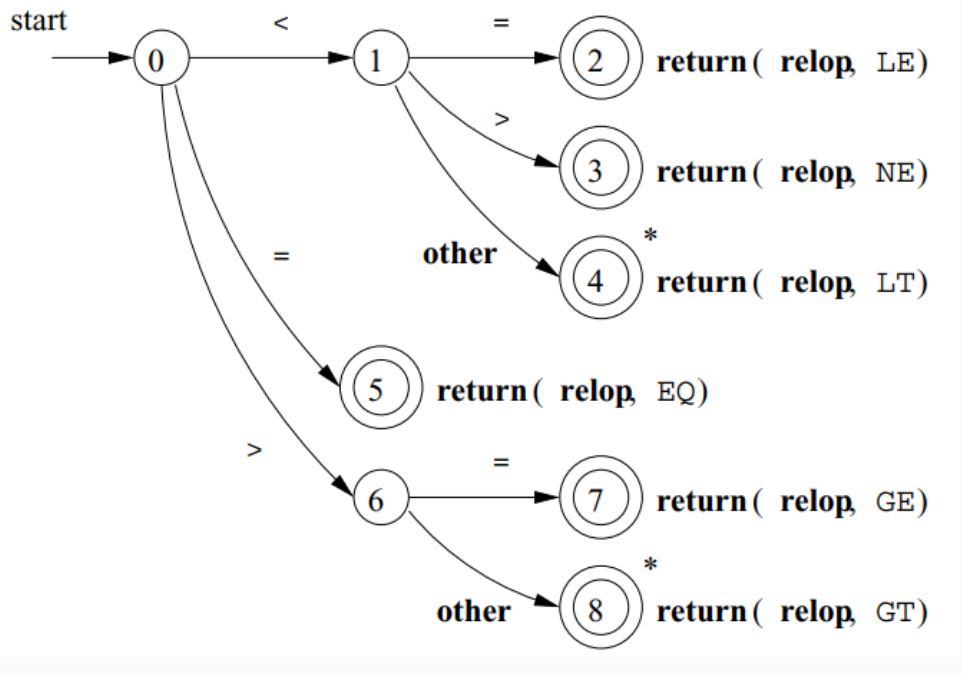 start
< =
0 1 2 return( relop, LE)
>
3 return( relop, NE)
*
= other
4 return( relop, LT)
5 return( relop, EQ)
> =
6 7 return( relop, GE)
*
other 8 return( relop, GT)